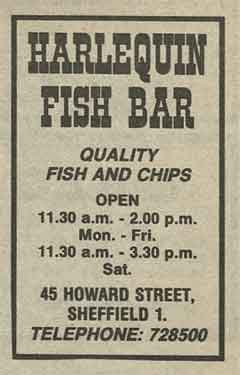 HARLEQUIN
FISH BAR
QUALITY
FISH AND CHIPS
OPEN
11.30 a.m. - 2.00 p.m.
Mon. - Fri.
11.30 a.m. - 3.30 p.m.
Sat.
45 HOWARD STREET,
SHEFFIELD 1.
TELEPHONE: 728500